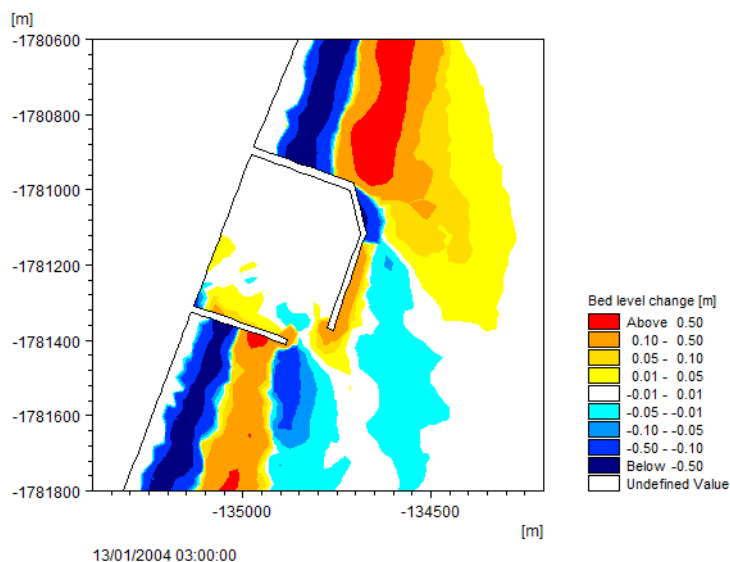 [m]
-1780600
-1780800
-1781000
-1781200
-1781400
-1781600
-1781800
-135000 -134500
[m]
13/01/2004 03:00:00
Bed level change [m]
Above 0.50
0.10 - 0.50
0.05 - 0.10
0.01 - 0.05
-0.01 - 0.01
-0.05 - -0.01
-0.10 - -0.05
-0.50 - -0.10
Below -0.50
Undefined Value